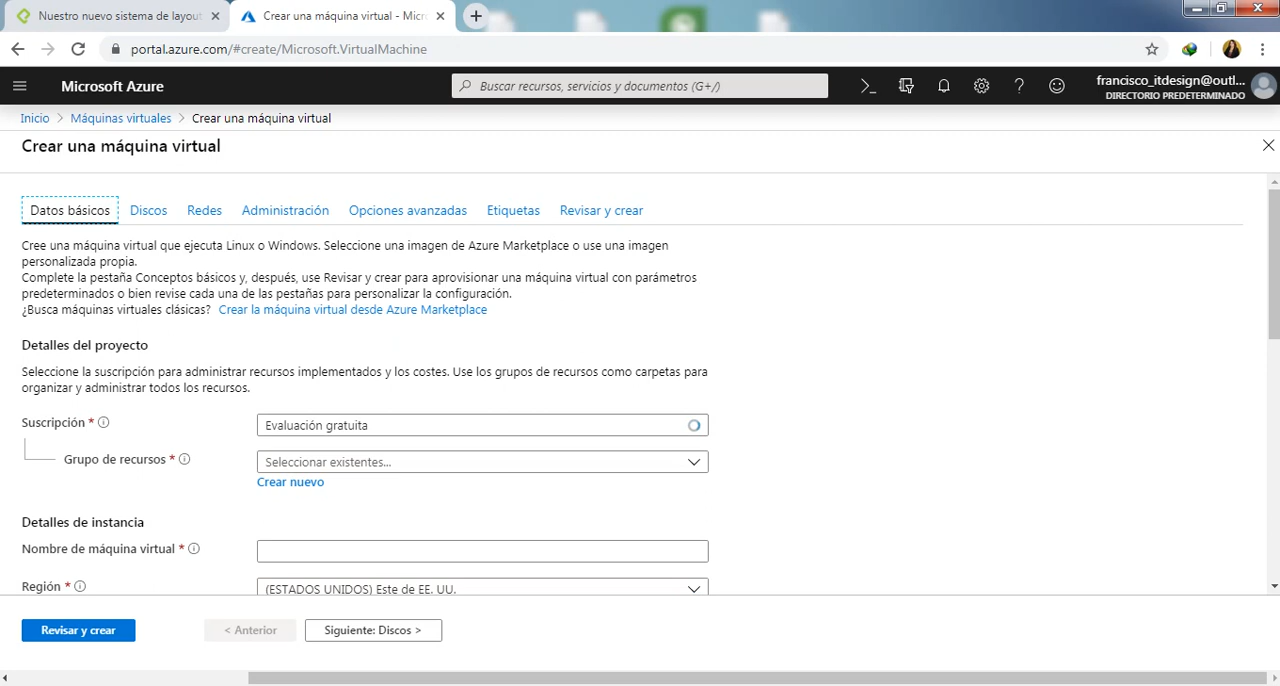 Nuestro nuevo sistema de layout
Crear una máquina virtual - Micr
portal.azure.com/#create/Microsoft.VirtualMachine
Microsoft Azure
Buscar recursos, servicios y documentos (G+/)
francisco_itdesign@outl...
DIRECTORIO PREDETERMINADO
Inicio > Máquinas virtuales > Crear una máquina virtual
Crear una máquina virtual
Datos básicos Discos Redes Administración Opciones avanzadas Etiquetas Revisar y crear
Cree una máquina virtual que ejecuta Linux o Windows. Seleccione una imagen de Azure Marketplace o use una imagen
personalizada propia.
Complete la pestaña Conceptos básicos y, después, use Revisar y crear para aprovisionar una máquina virtual con parámetros
predeterminados o bien revise cada una de las pestañas para personalizar la configuración.
¿Busca máquinas virtuales clásicas? Crear la máquina virtual desde Azure Marketplace
Detalles del proyecto
Seleccione la suscripción para administrar recursos implementados y los costes. Use los grupos de recursos como carpetas para
organizar y administrar todos los recursos.
Suscripción *
Evaluación gratuita
Grupo de recursos *
Seleccionar existentes...
Crear nuevo
Detalles de instancia
Nombre de máquina virtual *
Región *
(ESTADOS UNIDOS) Este de EE. UU.
Revisar y crear
< Anterior
Siguiente: Discos >